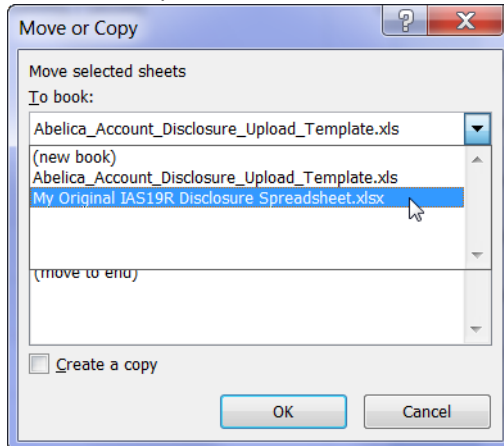 Move or Copy
Move selected sheets
To book:
Abelica_Account_Disclosure_Upload_Template.xls
(new book)
Abelica_Account_Disclosure_Upload_Template.xls
My Original IAS19R Disclosure Spreadsheet.xlsx
(move to end)
Create a copy
OK
Cancel